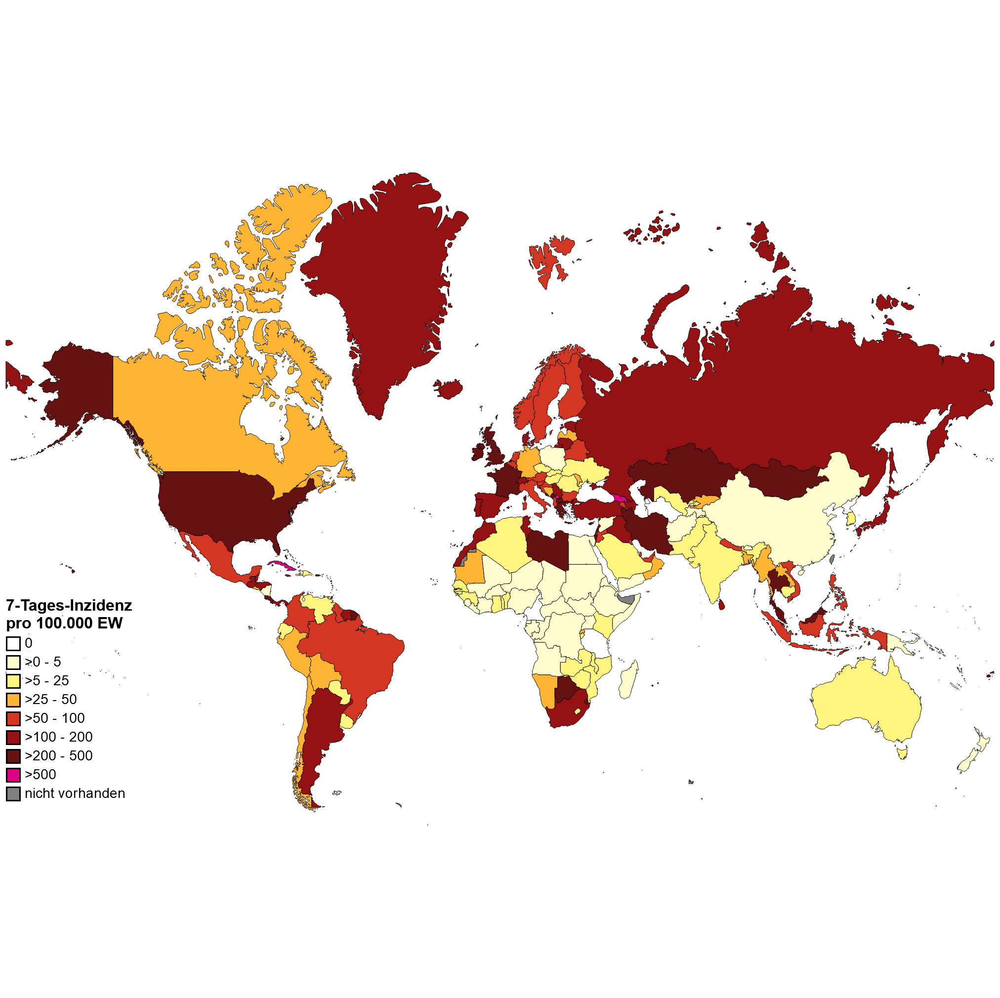 7-Tages-Inzidenz
pro 100.000 EW
0
>0 - 5
>5 - 25
>25 - 50
>50 - 100
>100 - 200
>200 - 500
>500
nicht vorhanden